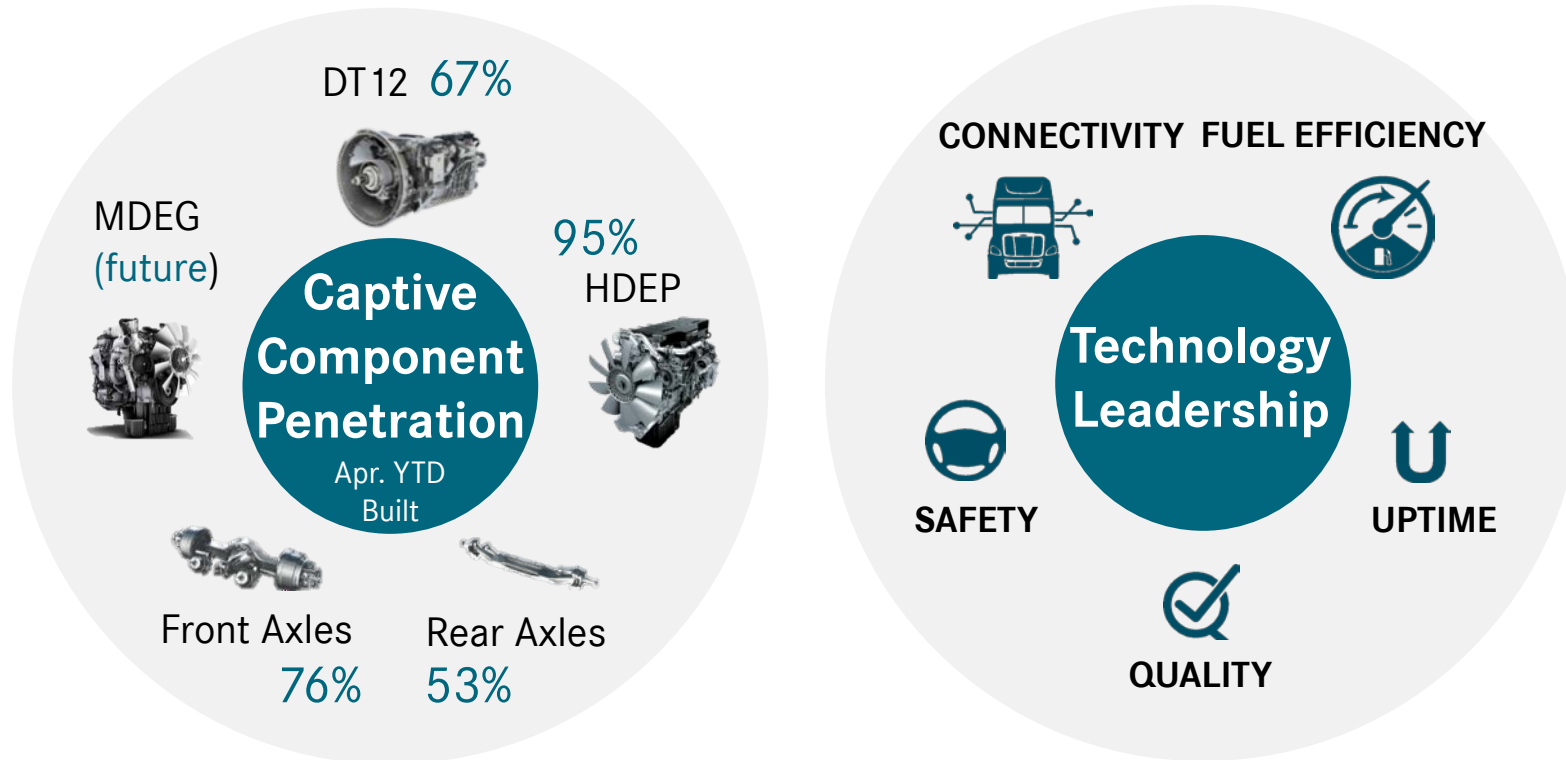 DT12 67%
MDEG
(future)
95%
HDEP
Captive
Component
Penetration
Apr. YTD
Built
Front Axles
76%
Rear Axles
53%
CONNECTIVITY
FUEL EFFICIENCY
Technology
Leadership
SAFETY
UPTIME
QUALITY